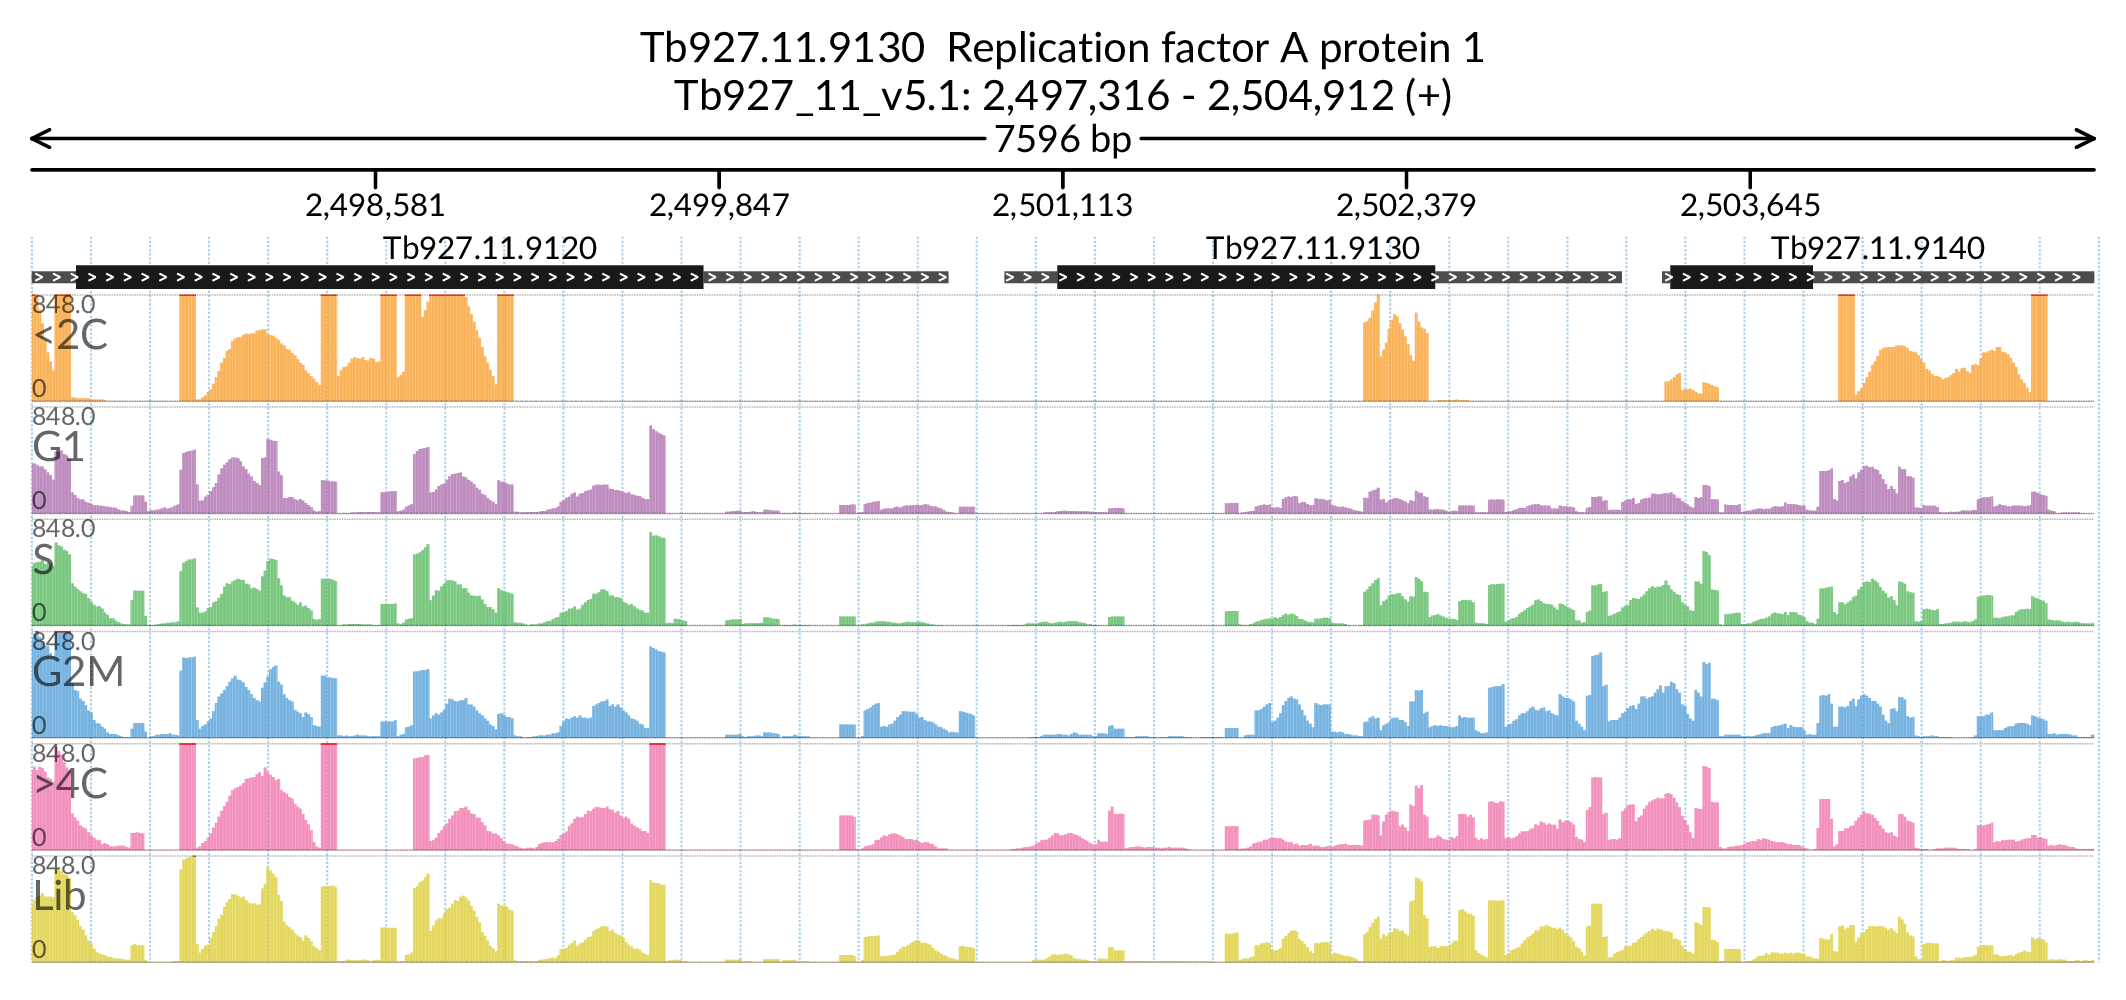 Tb927.11.9130 Replication factor A protein 1
Tb927_11_v5.1: 2,497,316 - 2,504,912 (+)
7596 bp
2,498,581 2,499,847 2,501,113 2,502,379 2,503,645
Tb927.11.9120 Tb927.11.9130 Tb927.11.9140
848.0
<2C
0
848.0
G1
0
848.0
S
0
848.0
G2M
0
848.0
>4C
0
848.0
Lib
0